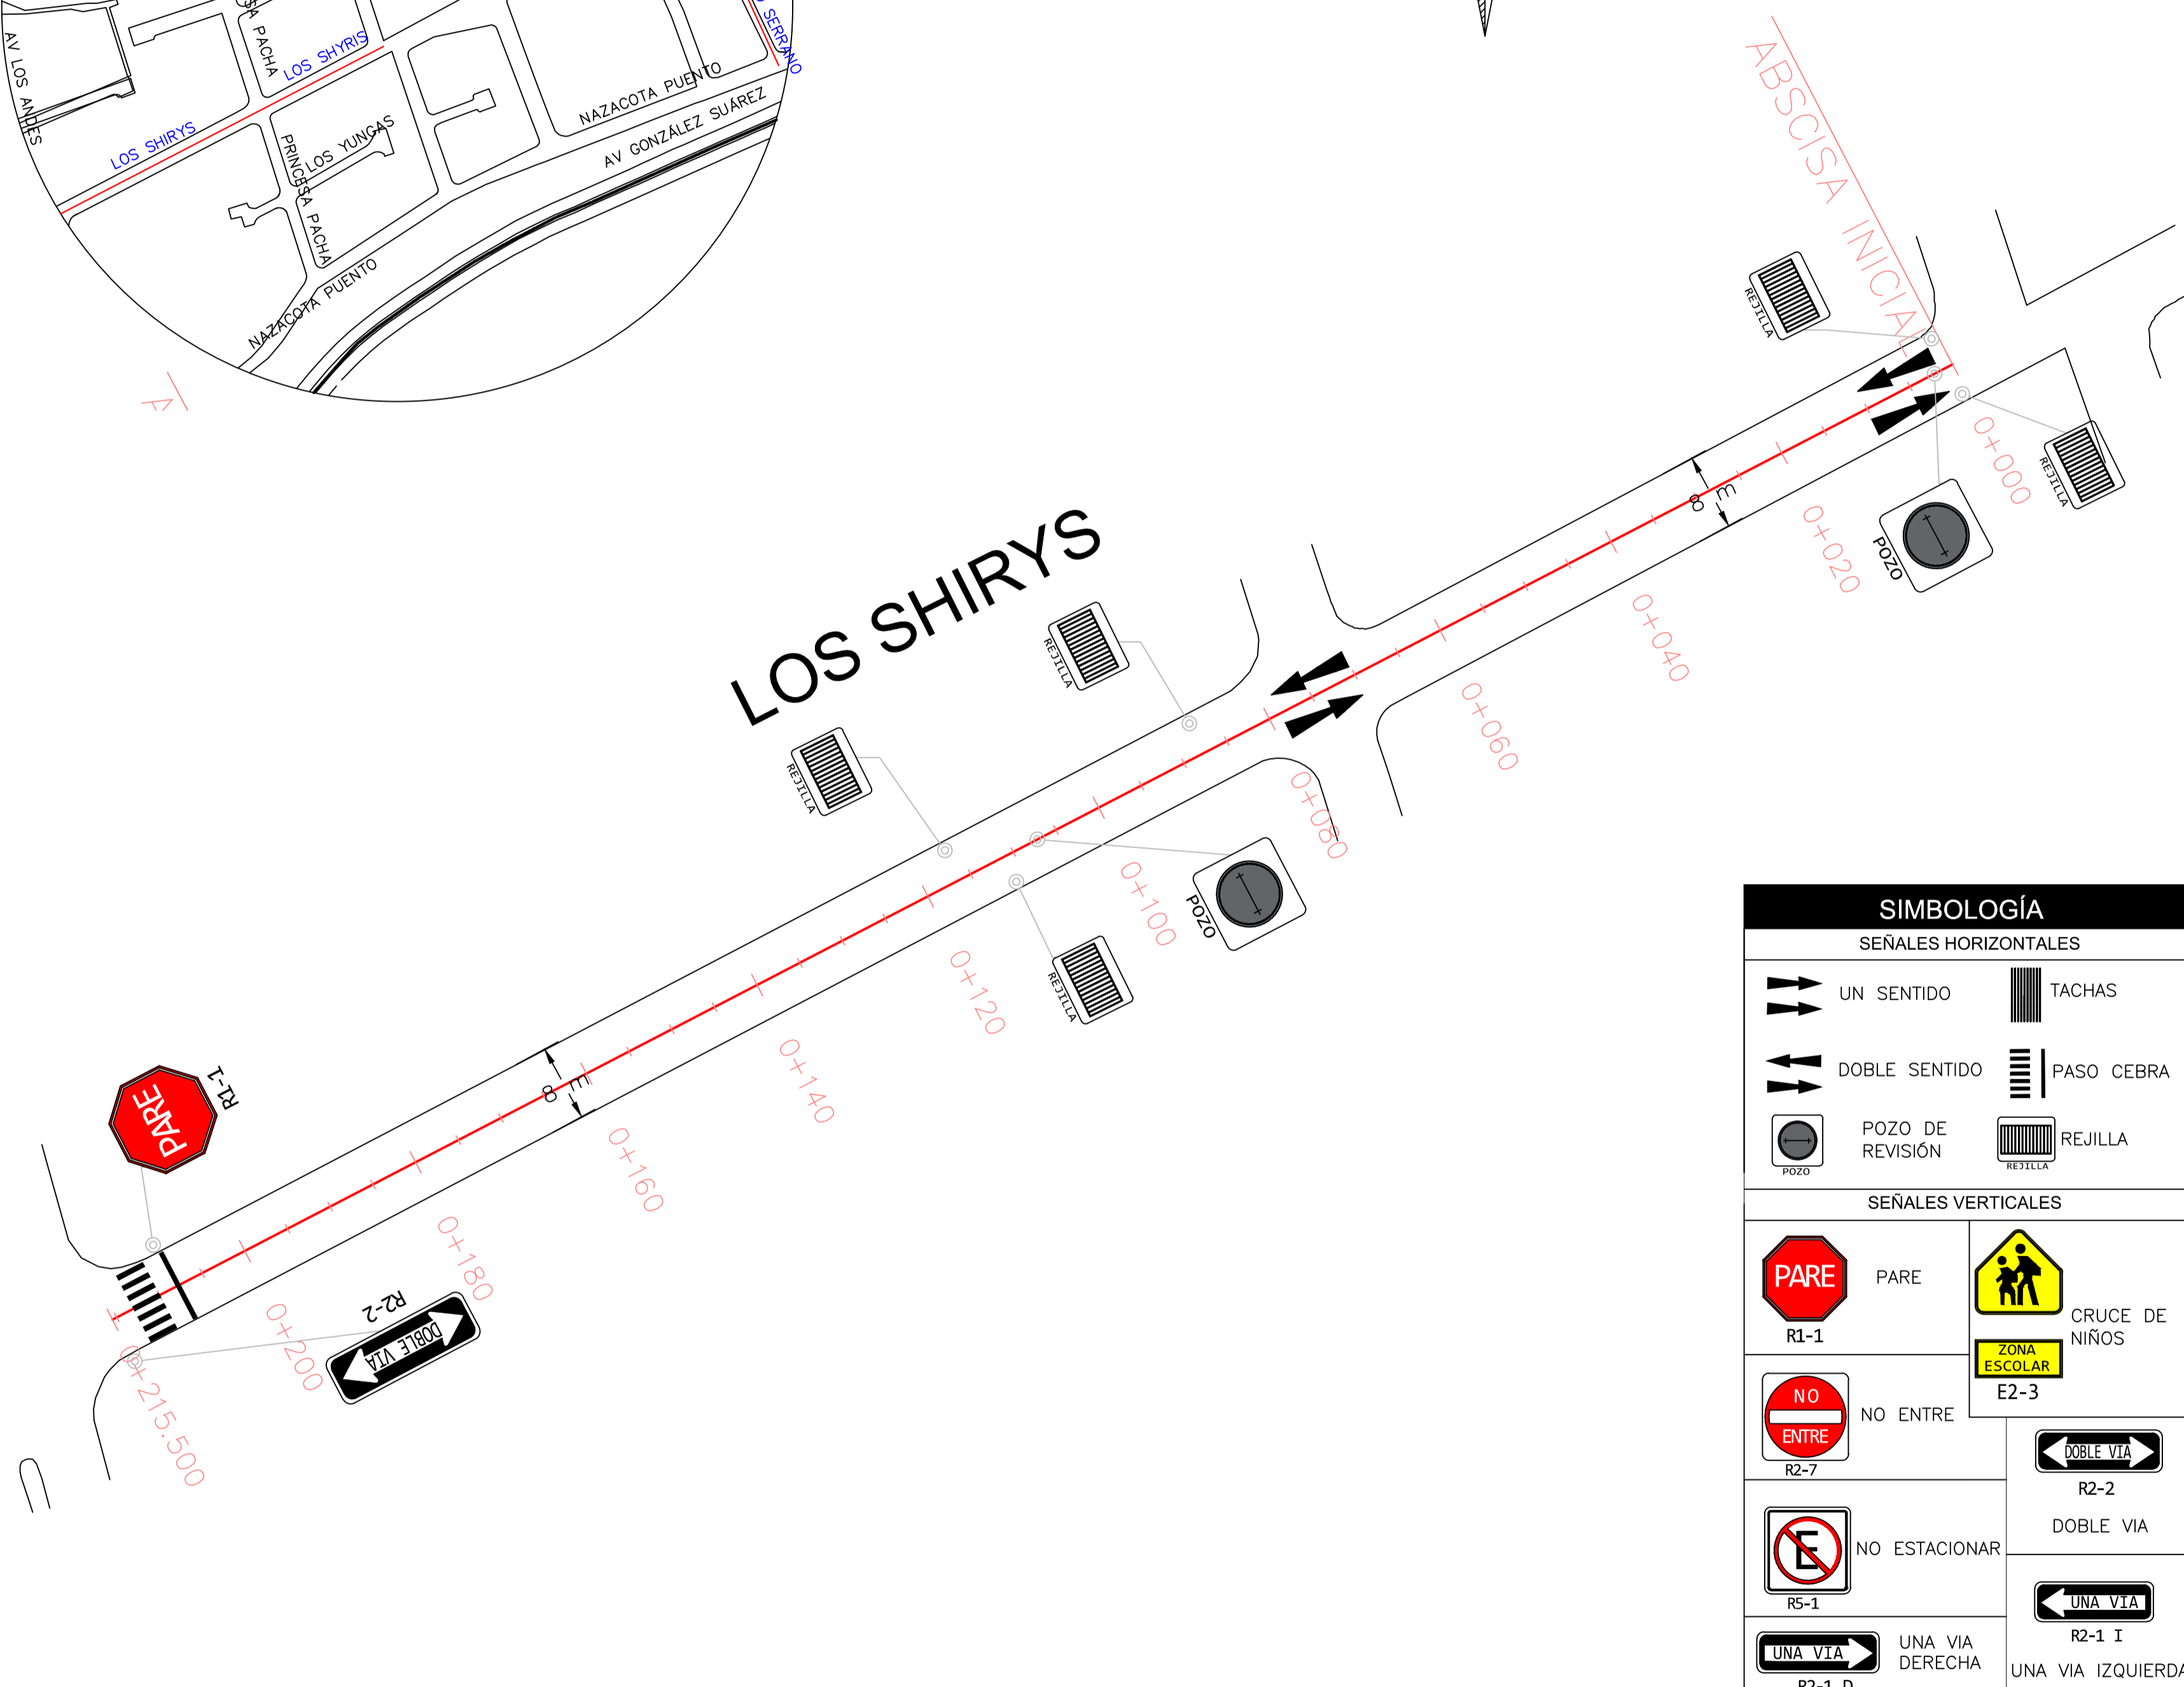 AV LOS ANDES
PACHA
LOS SHYRIS
LOS SHIRYS
PRINCESA PACHA
LOS YUNGAS
NAZACOTA PUENTO
AV GONZÁLEZ SUÁREZ
SERRANO
NAZACOTA PUENTO
A
ABSCISA INICIAL
REJILLA
REJILLA
POZO
0+000
0+020
0+040
0+060
0+080
0+100
0+120
0+140
0+160
0+180
0+200
0+215.500
8 m
LOS SHIRYS
REJILLA
REJILLA
POZO
REJILLA
8 m
PARE
R1-1
R2-2
DOBLE VIA
SIMBOLOGÍA
SEÑALES HORIZONTALES
UN SENTIDO
TACHAS
DOBLE SENTIDO
PASO CEBRA
POZO
POZO DE
REVISIÓN
REJILLA
REJILLA
SEÑALES VERTICALES
PARE
PARE
R1-1
CRUCE DE
NIÑOS
ZONA
ESCOLAR
E2-3
NO
ENTRE
NO ENTRE
R2-7
DOBLE VIA
R2-2
DOBLE VIA
E
NO ESTACIONAR
R5-1
UNA VIA
R2-1 I
UNA VIA IZQUIERDA
UNA VIA
UNA VIA
DERECHA
R2-1 D